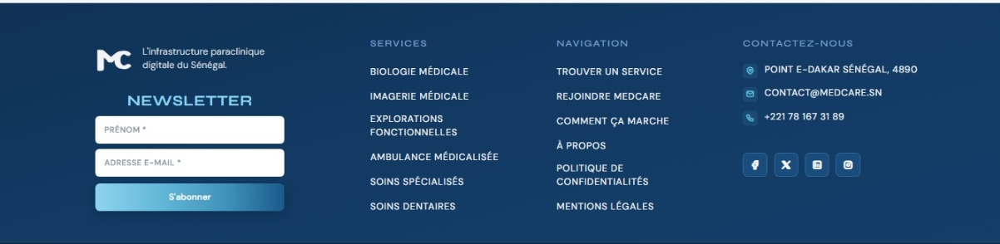 MC
L'infrastructure paraclinique
digitale du Sénégal.
NEWSLETTER
PRÉNOM *
ADRESSE E-MAIL *
S'abonner
SERVICES
BIOLOGIE MÉDICALE
IMAGERIE MÉDICALE
EXPLORATIONS
FONCTIONNELLES
AMBULANCE MÉDICALISÉE
SOINS SPÉCIALISÉS
SOINS DENTAIRES
NAVIGATION
TROUVER UN SERVICE
REJOINDRE MEDCARE
COMMENT ÇA MARCHE
À PROPOS
POLITIQUE DE
CONFIDENTIALITÉS
MENTIONS LÉGALES
CONTACTEZ-NOUS
POINT E-DAKAR SÉNÉGAL, 4890
CONTACT@MEDCARE.SN
+221 78 167 31 89